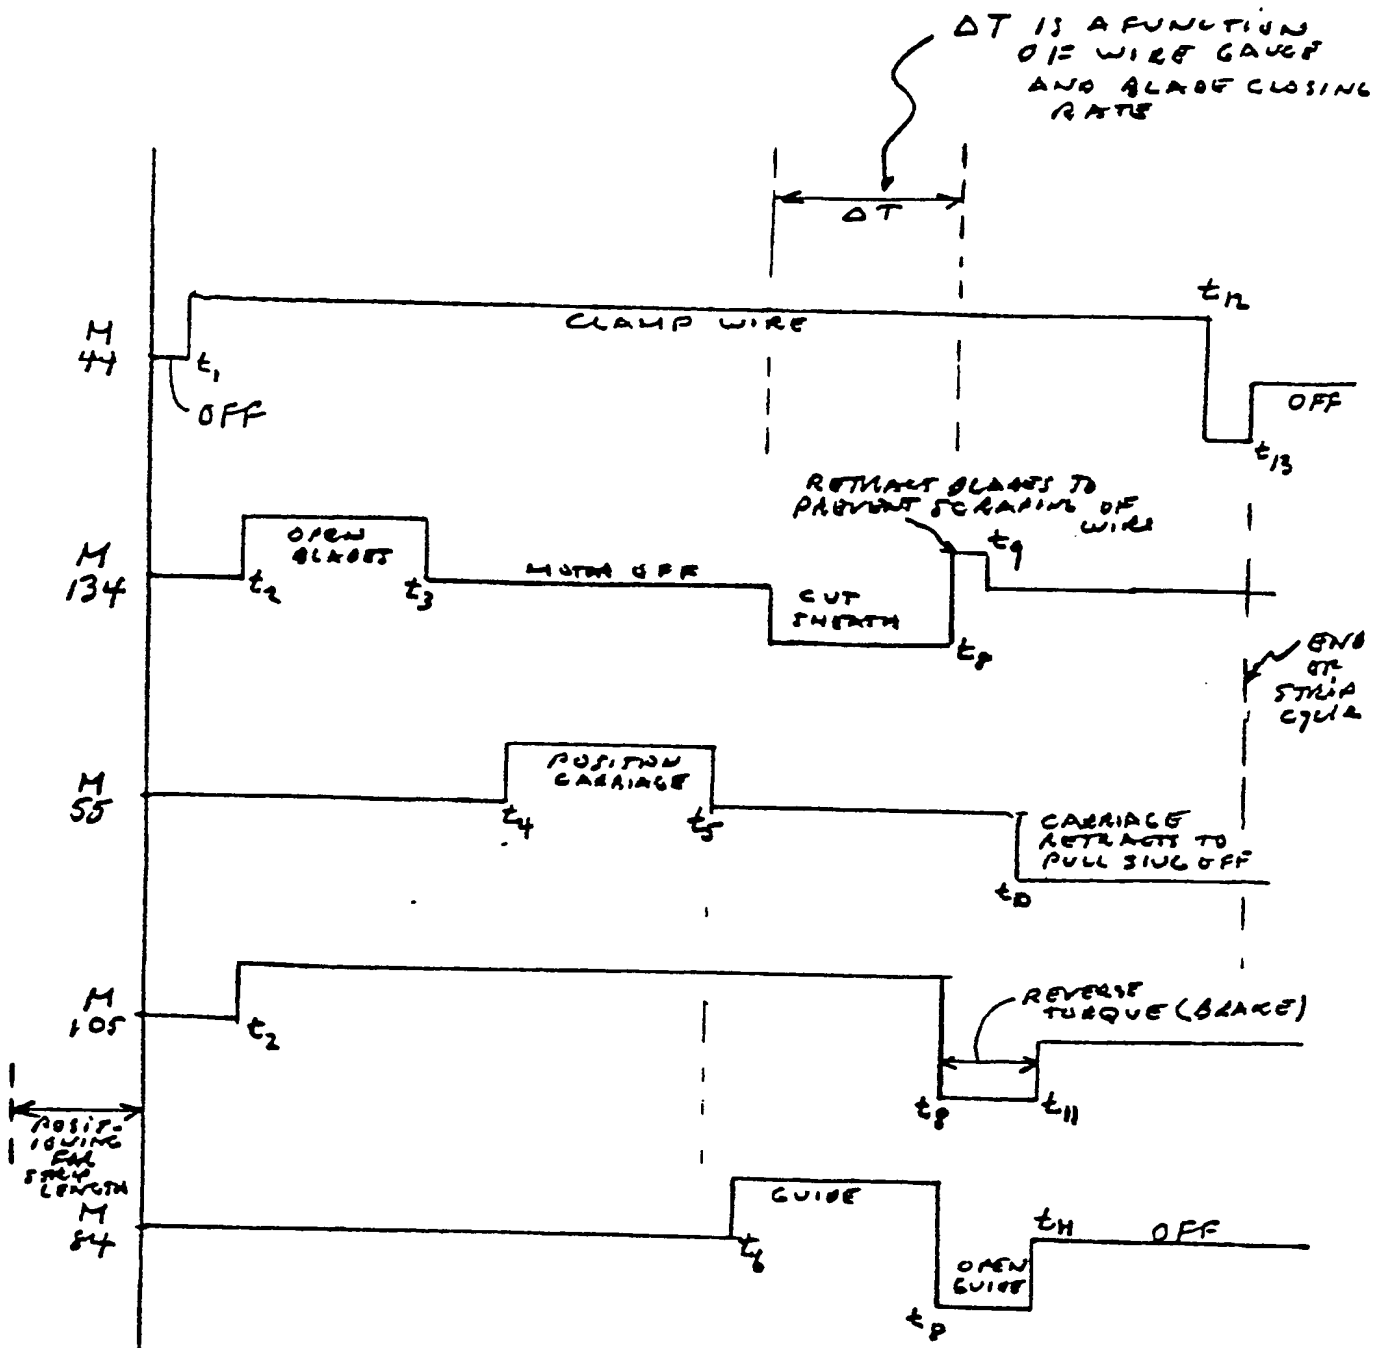 ΔT IS A FUNCTION
OF WIRE GAUGE
AND BLADE CLOSING
RATE
ΔT
M
44
t1
OFF
CLAMP WIRE
t12
OFF
t13
RETRACT BLADES TO
PREVENT SCRAPING OF
WIRE
M
134
t2
OPEN
BLADES
t3
MOTOR OFF
CUT
SHEATH
t8
t9
END
OF
STRIP
CYCLE
M
55
t4
POSITION
CARRIAGE
t5
t10
CARRIAGE
RETRACTS TO
PULL SLUG OFF
M
105
t2
REVERSE
TORQUE (BRAKE)
t8
t11
POSIT-
IONING
FOR
STRIP
LENGTH
M
84
t6
GUIDE
t8
OPEN
GUIDE
t11
OFF